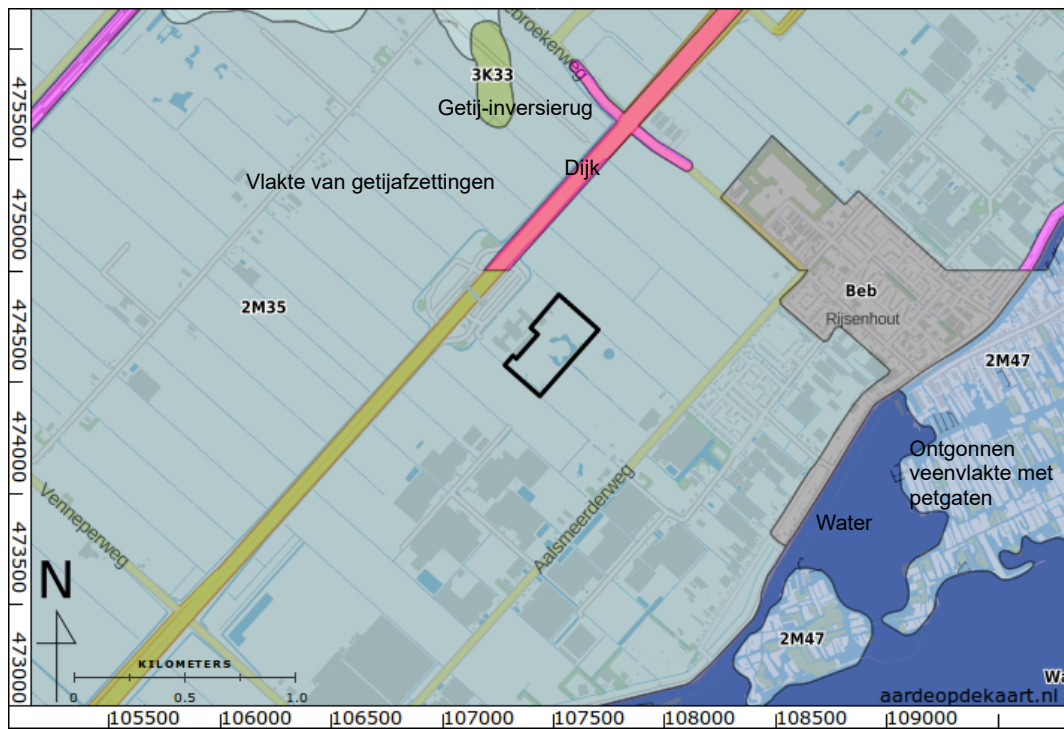 ebroekerweg
3K33
Getij-inversierug
Dijk
Vlakte van getijafzettingen
2M35
Beb
Rijsenhout
2M47
Ontgonnen
veenvlakte met
petgaten
Water
Aalsmeerderweg
Venneperweg
N
2M47
KILOMETERS
0 0.5 1.0
Wa
aardeopdekaart.nl
475500
475000
474500
474000
473500
473000
105500 106000 106500 107000 107500 108000 108500 109000